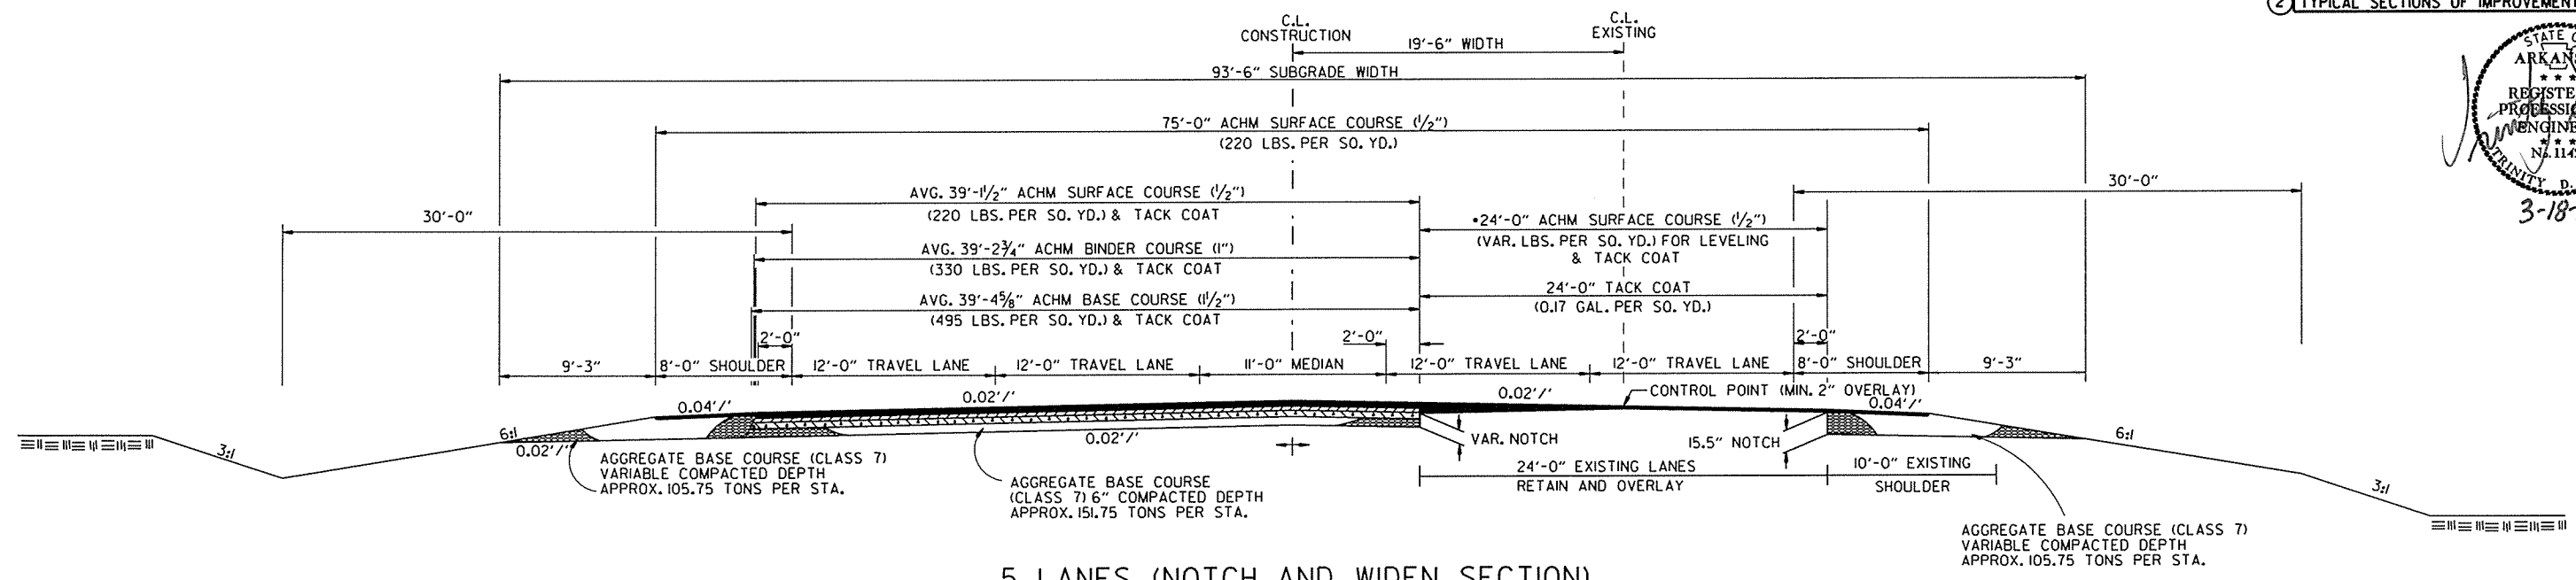 2 TYPICAL SECTIONS OF IMPROVEMENT
C.L.
CONSTRUCTION
C.L.
EXISTING
19'-6" WIDTH
93'-6" SUBGRADE WIDTH
75'-0" ACHM SURFACE COURSE (1/2")
(220 LBS. PER SQ. YD.)
STATE
ARKAN
REGISTE
PROFESSI
ENGINE
No. 114
TRINITY D.
3-18-
30'-0"
AVG. 39'-1 1/2" ACHM SURFACE COURSE (1/2")
(220 LBS. PER SQ. YD.) & TACK COAT
30'-0"
•24'-0" ACHM SURFACE COURSE (1/2")
(VAR. LBS. PER SQ. YD.) FOR LEVELING
& TACK COAT
AVG. 39'-2 3/4" ACHM BINDER COURSE (1")
(330 LBS. PER SQ. YD.) & TACK COAT
AVG. 39'-4 5/8" ACHM BASE COURSE (1 1/2")
(495 LBS. PER SQ. YD.) & TACK COAT
24'-0" TACK COAT
(0.17 GAL. PER SQ. YD.)
2'-0"
2'-0"
2'-0"
9'-3"
8'-0" SHOULDER
12'-0" TRAVEL LANE
12'-0" TRAVEL LANE
11'-0" MEDIAN
12'-0" TRAVEL LANE
12'-0" TRAVEL LANE
8'-0" SHOULDER
9'-3"
CONTROL POINT (MIN. 2" OVERLAY)
0.04'/'
0.02'/'
0.02'/'
0.04'/'
3:1
6:1
0.02'/'
0.02'/'
VAR. NOTCH
15.5" NOTCH
6:1
3:1
AGGREGATE BASE COURSE (CLASS 7)
VARIABLE COMPACTED DEPTH
APPROX. 105.75 TONS PER STA.
AGGREGATE BASE COURSE
(CLASS 7) 6" COMPACTED DEPTH
APPROX. 151.75 TONS PER STA.
24'-0" EXISTING LANES
RETAIN AND OVERLAY
10'-0" EXISTING
SHOULDER
AGGREGATE BASE COURSE (CLASS 7)
VARIABLE COMPACTED DEPTH
APPROX. 105.75 TONS PER STA.
5 LANES (NOTCH AND WIDEN SECTION)